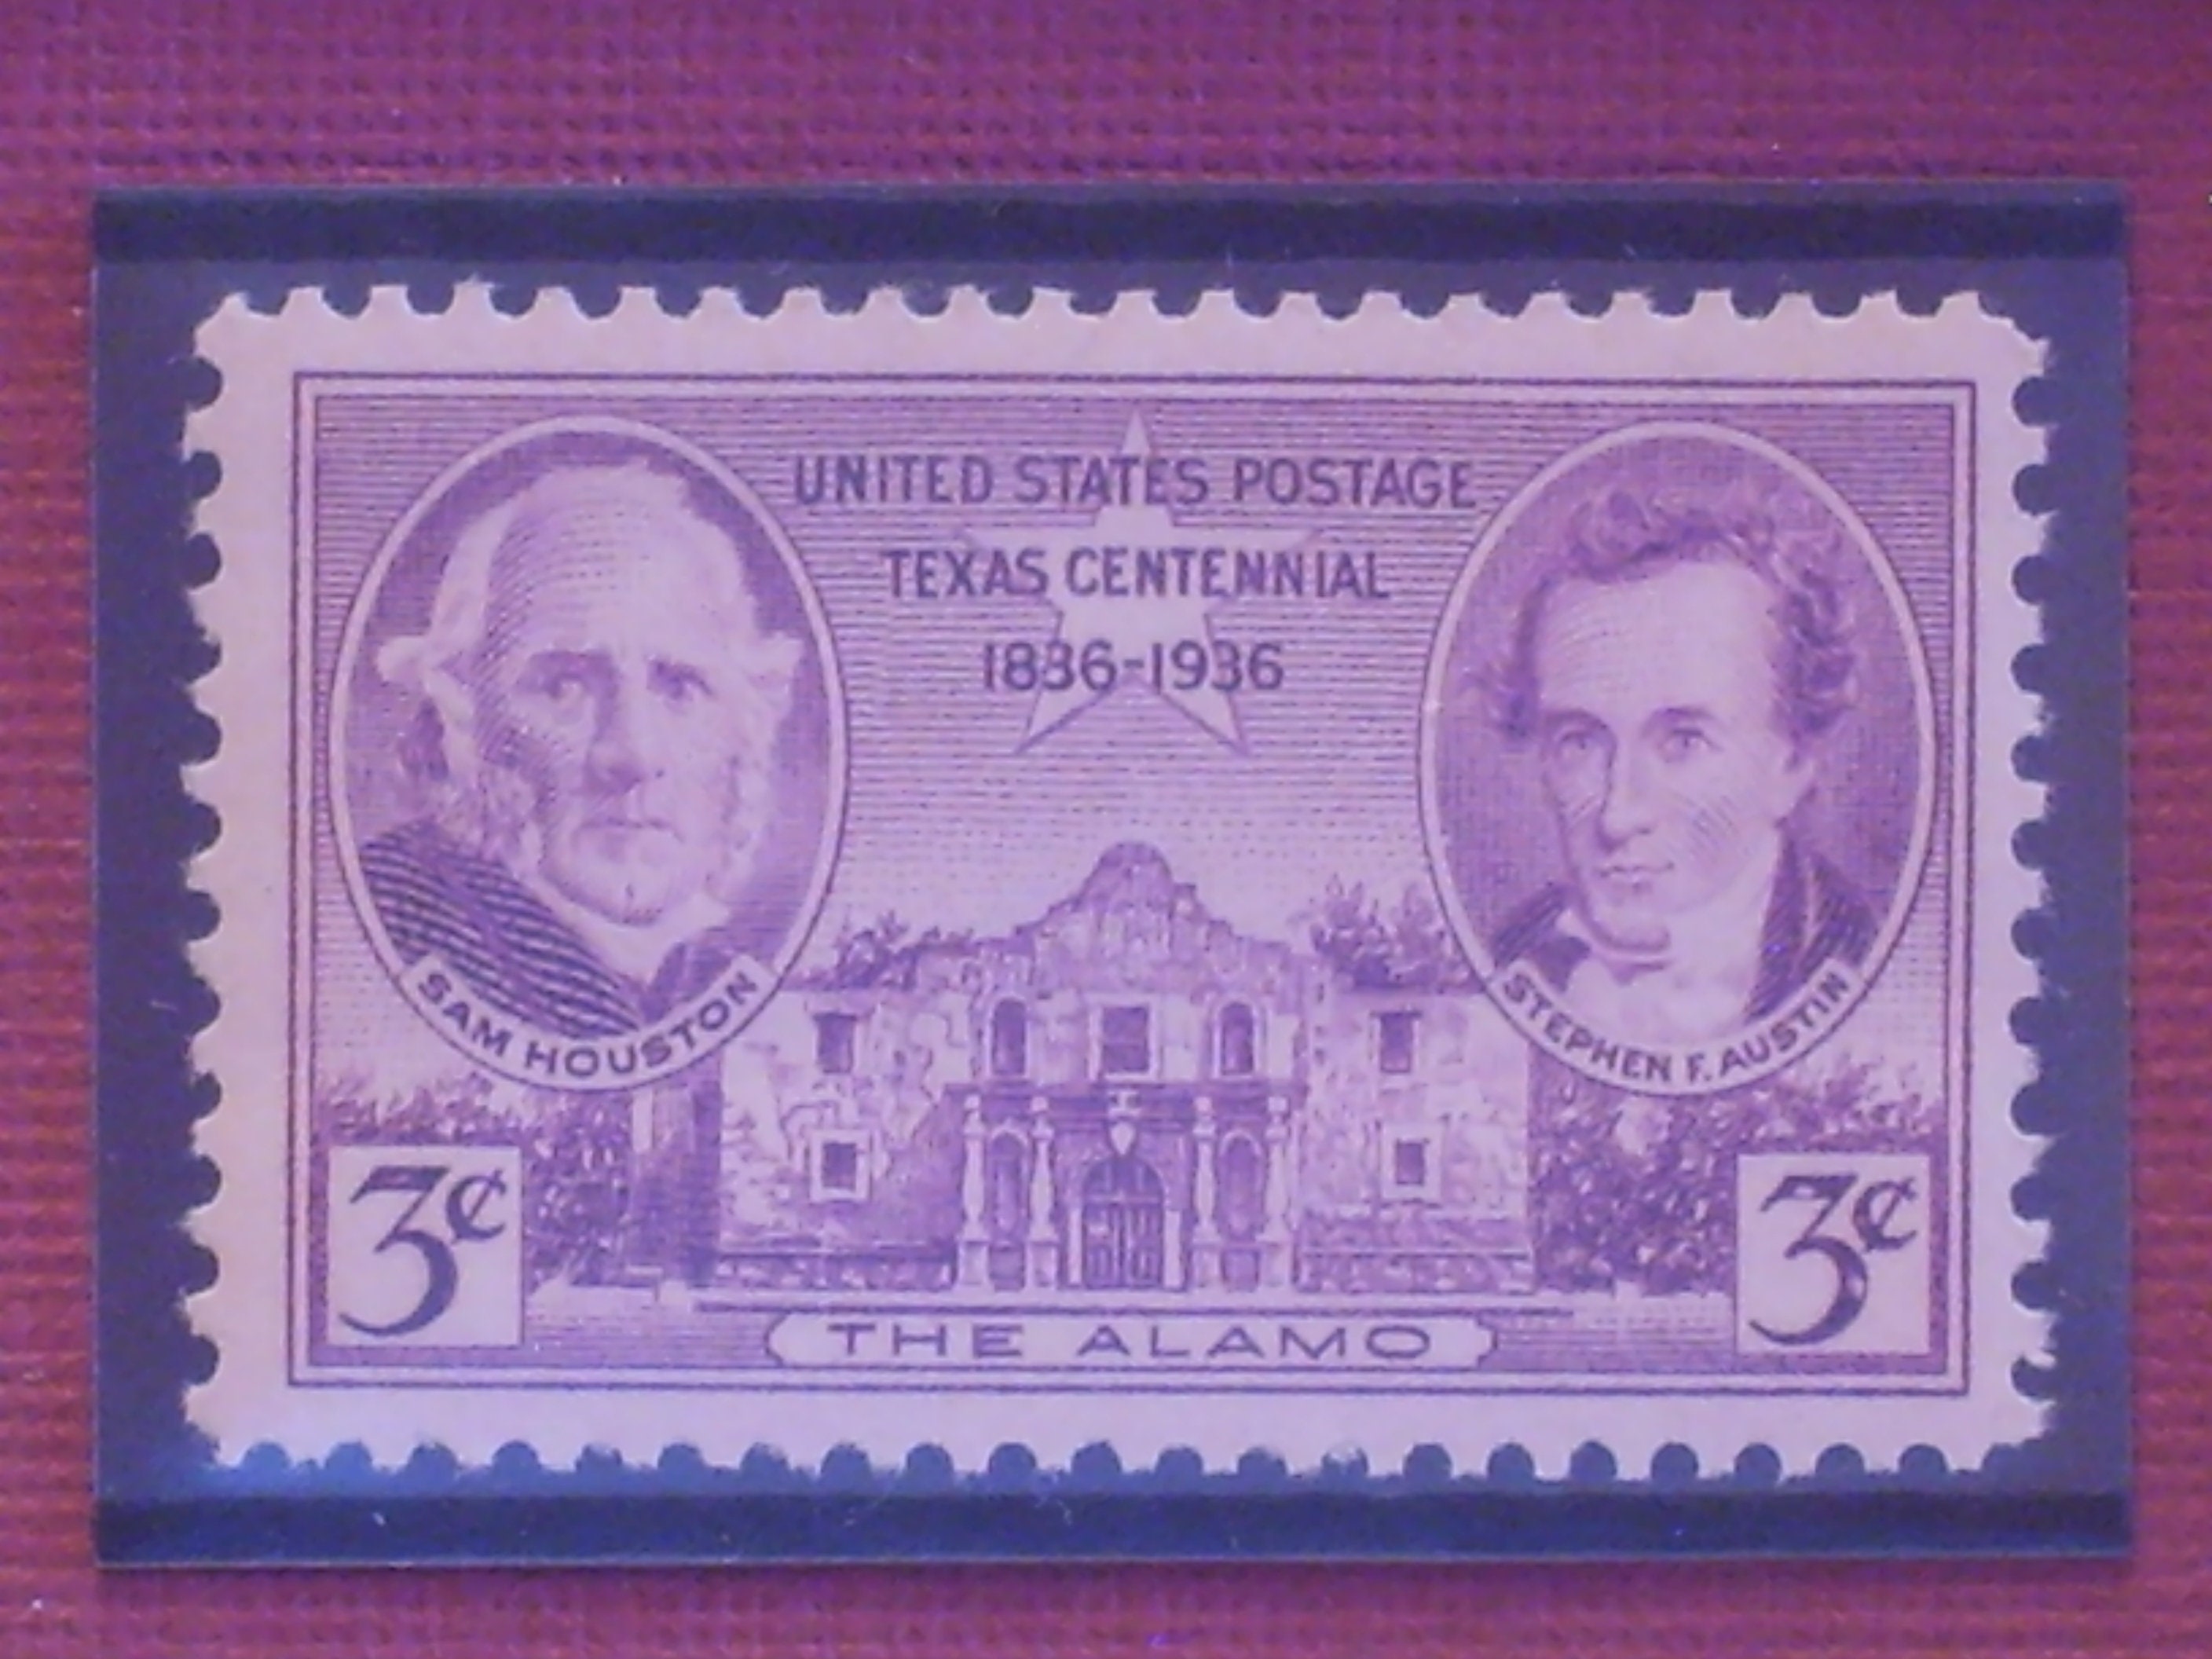 UNITED STATES POSTAGE
TEXAS CENTENNIAL
1836-1936
SAM HOUSTON
STEPHEN F. AUSTIN
3¢
3¢
THE ALAMO